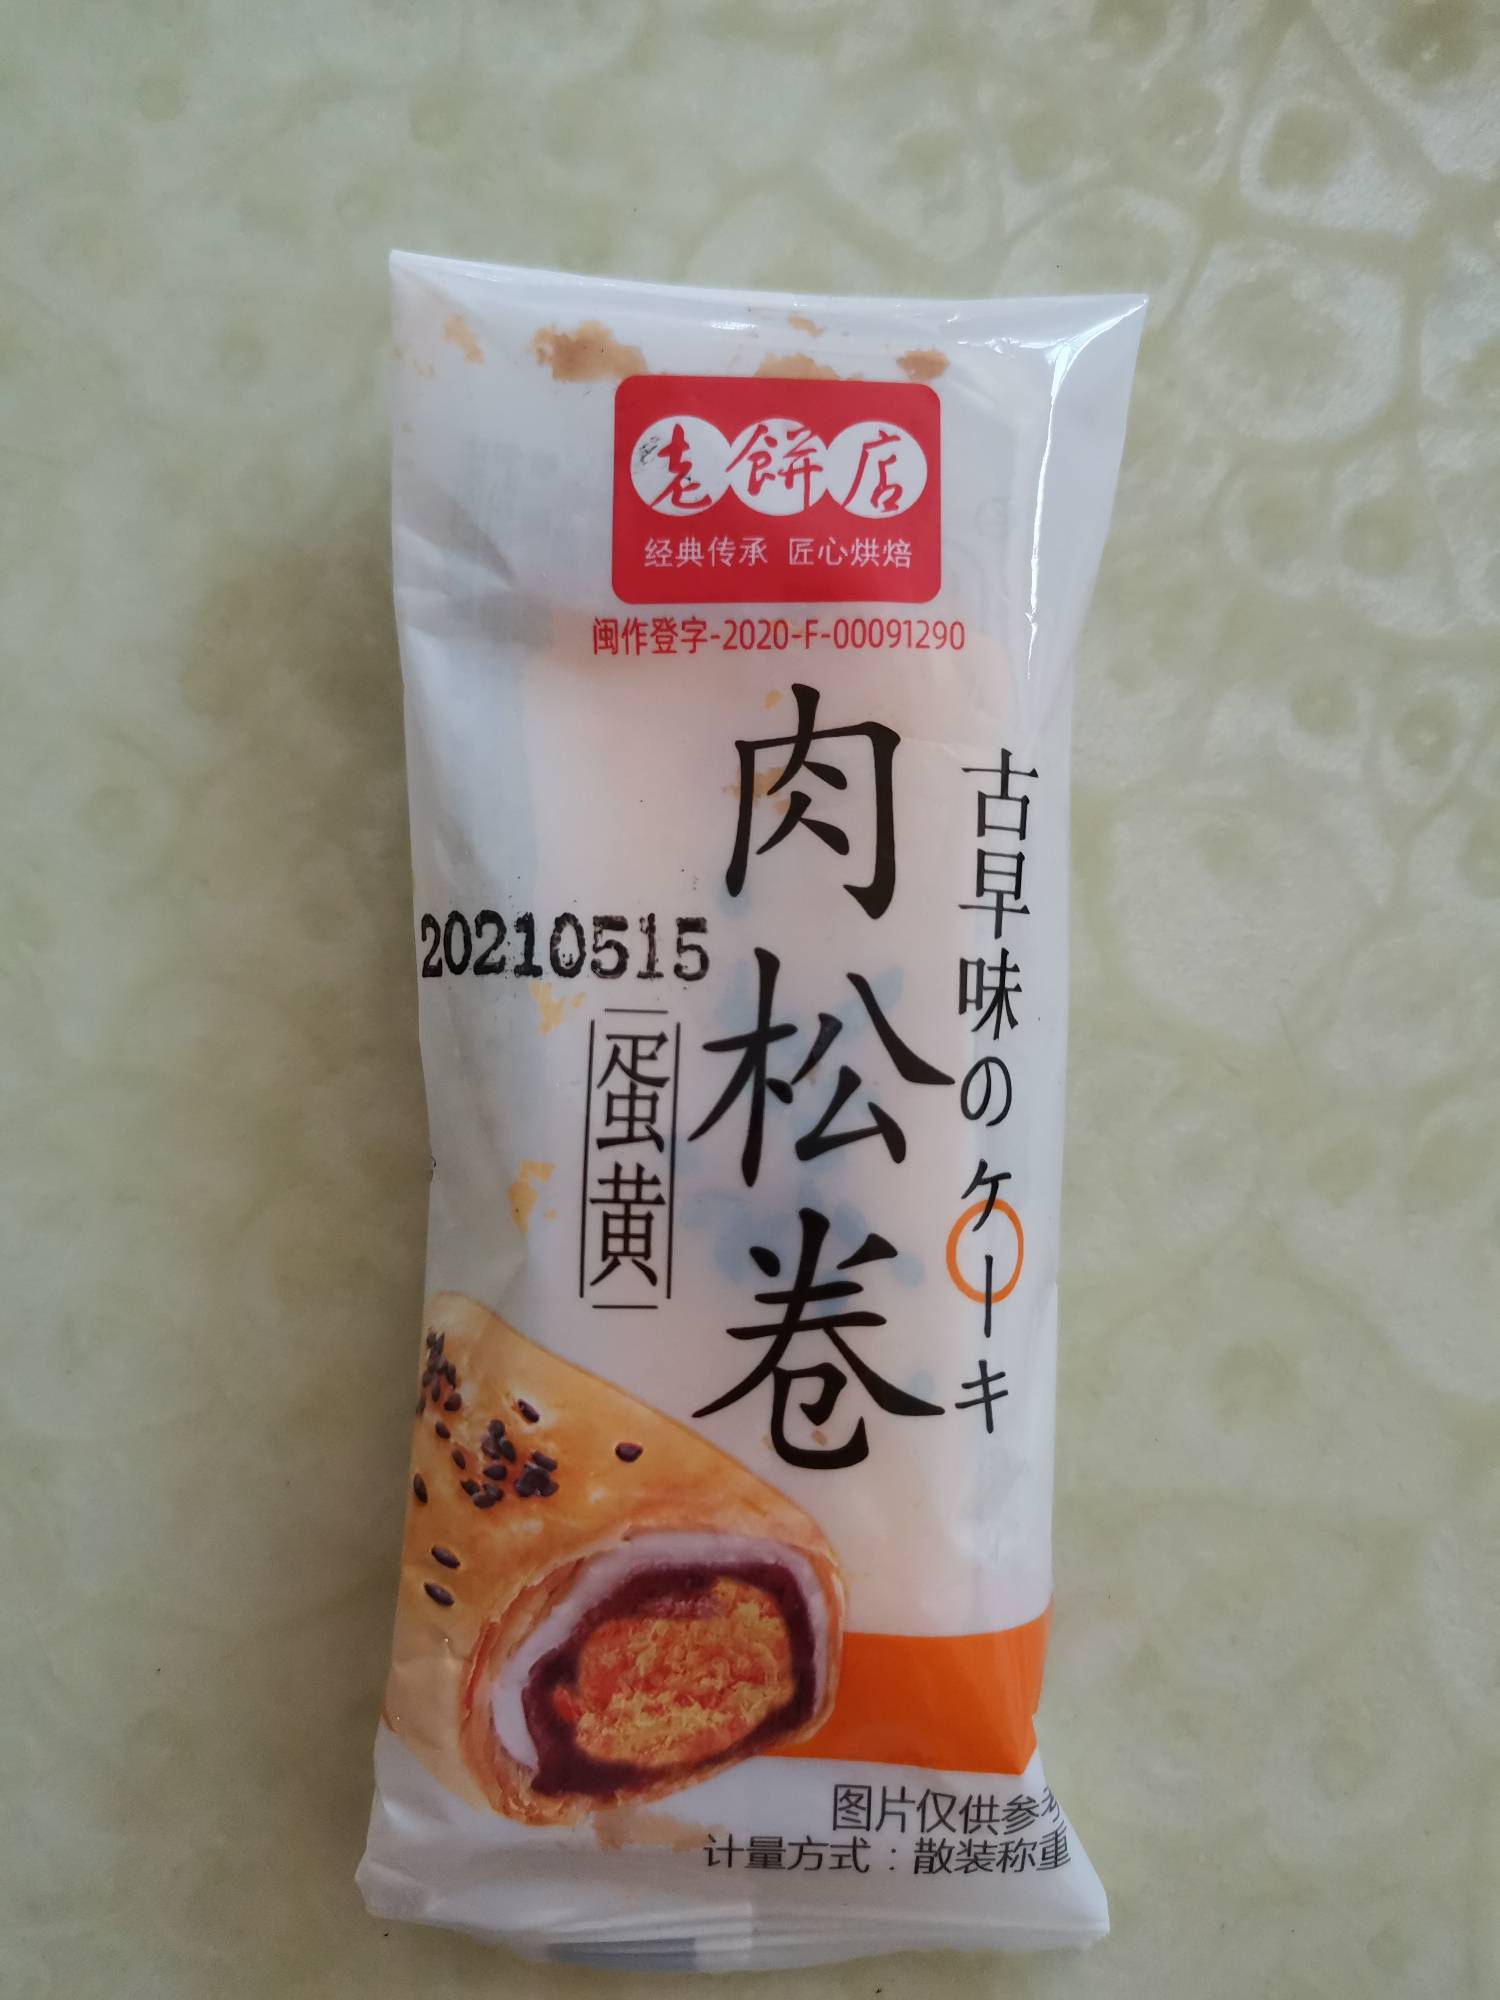 老餅店
经典传承 匠心烘焙
闽作登字-2020-F-00091290
古早味のケーキ
肉松卷
20210515
蛋黄
图片仅供参考
计量方式：散装称重